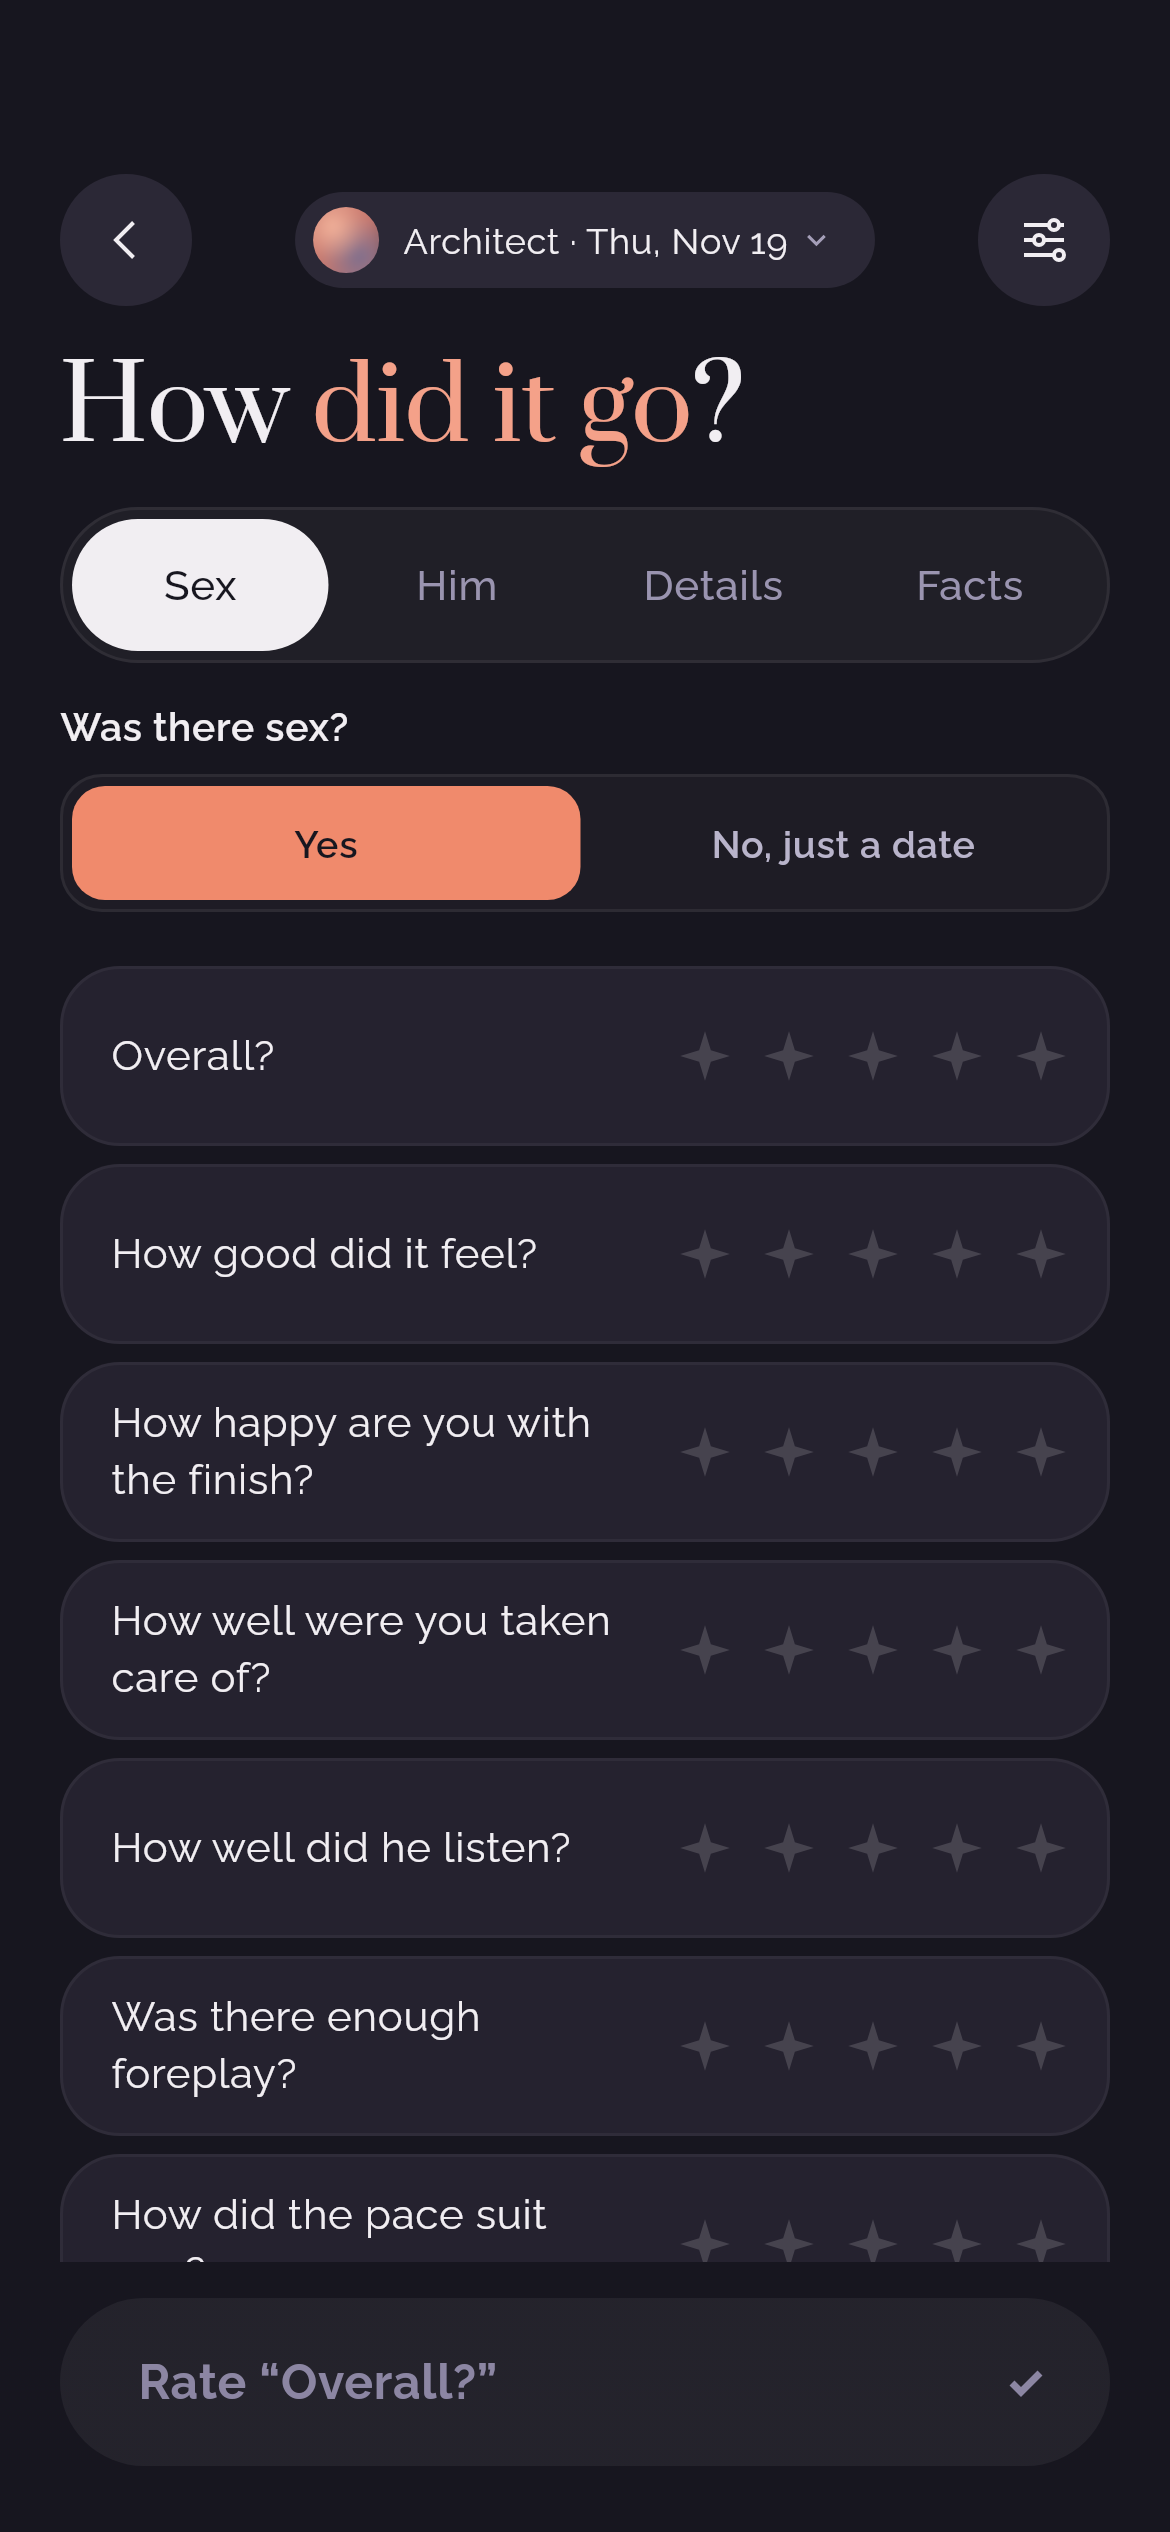 Architect · Thu, Nov 19
How did it go?
Sex
Him
Details
Facts
Was there sex?
Yes
No, just a date
Overall?
How good did it feel?
How happy are you with
the finish?
How well were you taken
care of?
How well did he listen?
Was there enough
foreplay?
How did the pace suit
Rate “Overall?”